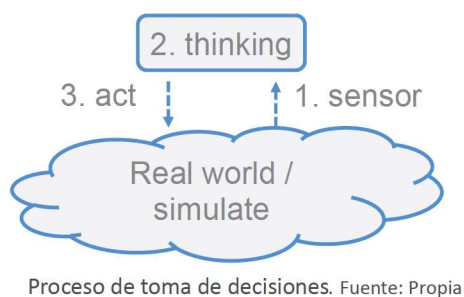 2. thinking
3. act
1. sensor
Real world /
simulate
Proceso de toma de decisiones. Fuente: Propia